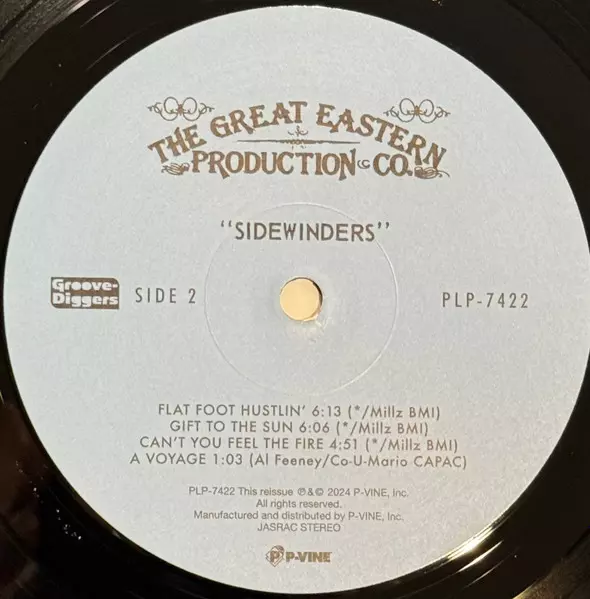 THE GREAT EASTERN
PRODUCTION CO.
"SIDEWINDERS"
Groove-
Diggers
SIDE 2
PLP-7422
FLAT FOOT HUSTLIN' 6:13 (*/Millz BMI)
GIFT TO THE SUN 6:06 (*/Millz BMI)
CAN'T YOU FEEL THE FIRE 4:51 (*/Millz BMI)
A VOYAGE 1:03 (Al Feeney/Co-U-Mario CAPAC)
PLP-7422 This reissue ℗&© 2024 P-VINE, Inc.
All rights reserved.
Manufactured and distributed by P-VINE, Inc.
JASRAC STEREO
P P-VINE